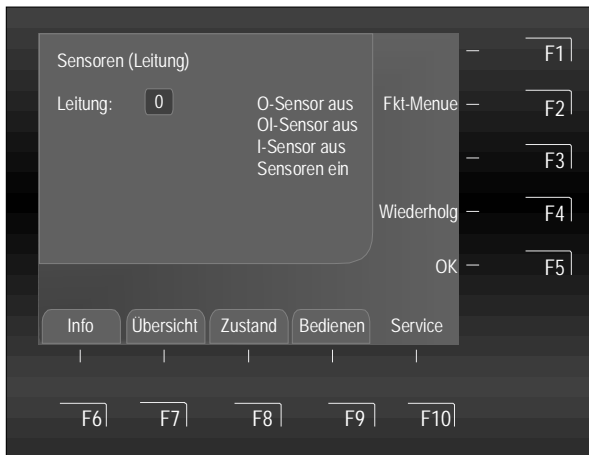 Sensoren (Leitung)
Leitung: 0
O-Sensor aus
OI-Sensor aus
I-Sensor aus
Sensoren ein
Fkt-Menue
Wiederholg
OK
F1
F2
F3
F4
F5
Info Übersicht Zustand Bedienen Service
F6 F7 F8 F9 F10